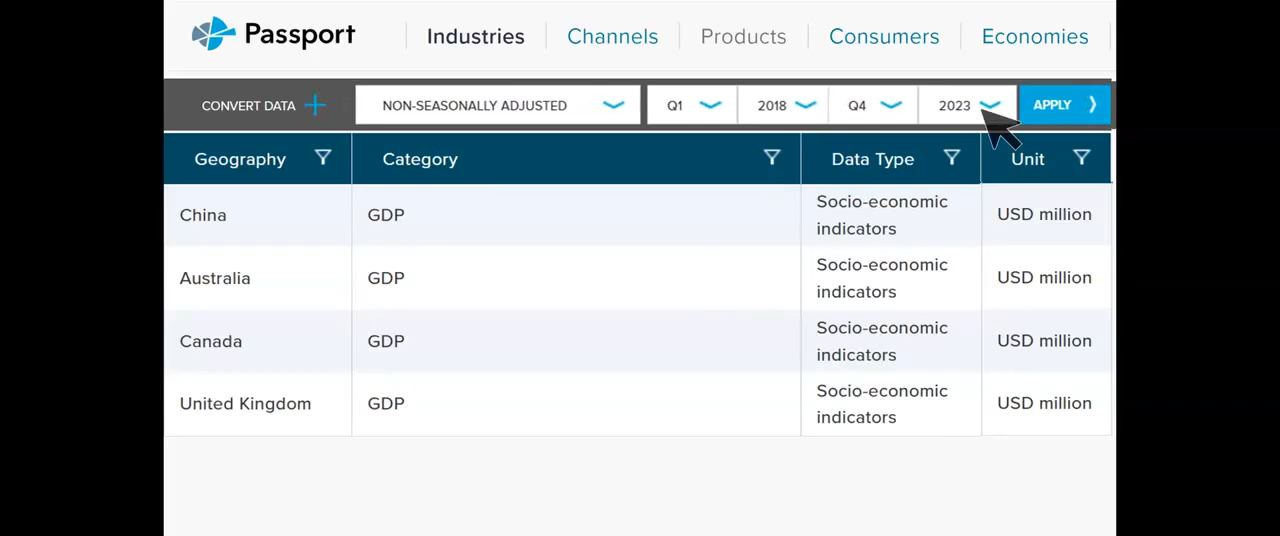 Passport Industries Channels Products Consumers Economies
CONVERT DATA NON-SEASONALLY ADJUSTED Q1 2018 Q4 2023 APPLY
Geography Category Data Type Unit
China GDP Socio-economic indicators USD million
Australia GDP Socio-economic indicators USD million
Canada GDP Socio-economic indicators USD million
United Kingdom GDP Socio-economic indicators USD million